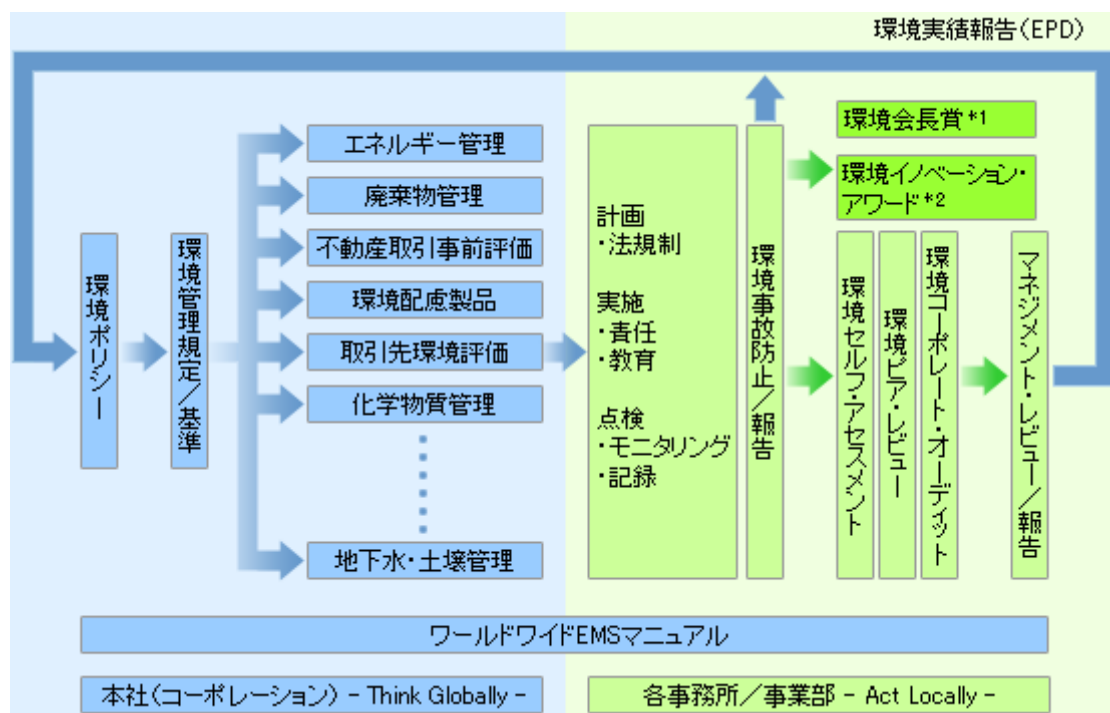 環境実績報告(EPD)
環境ポリシー
環境管理規定／基準
エネルギー管理
廃棄物管理
不動産取引事前評価
環境配慮製品
取引先環境評価
化学物質管理
地下水・土壌管理
計画
・法規制
実施
・責任
・教育
点検
・モニタリング
・記録
環境事故防止／報告
環境会長賞*1
環境イノベーション・
アワード*2
環境セルフ・アセスメント
環境ピア・レビュー
環境コーポレート・オーディット
マネジメント・レビュー／報告
ワールドワイドEMSマニュアル
本社(コーポレーション) - Think Globally -
各事務所／事業部 - Act Locally -